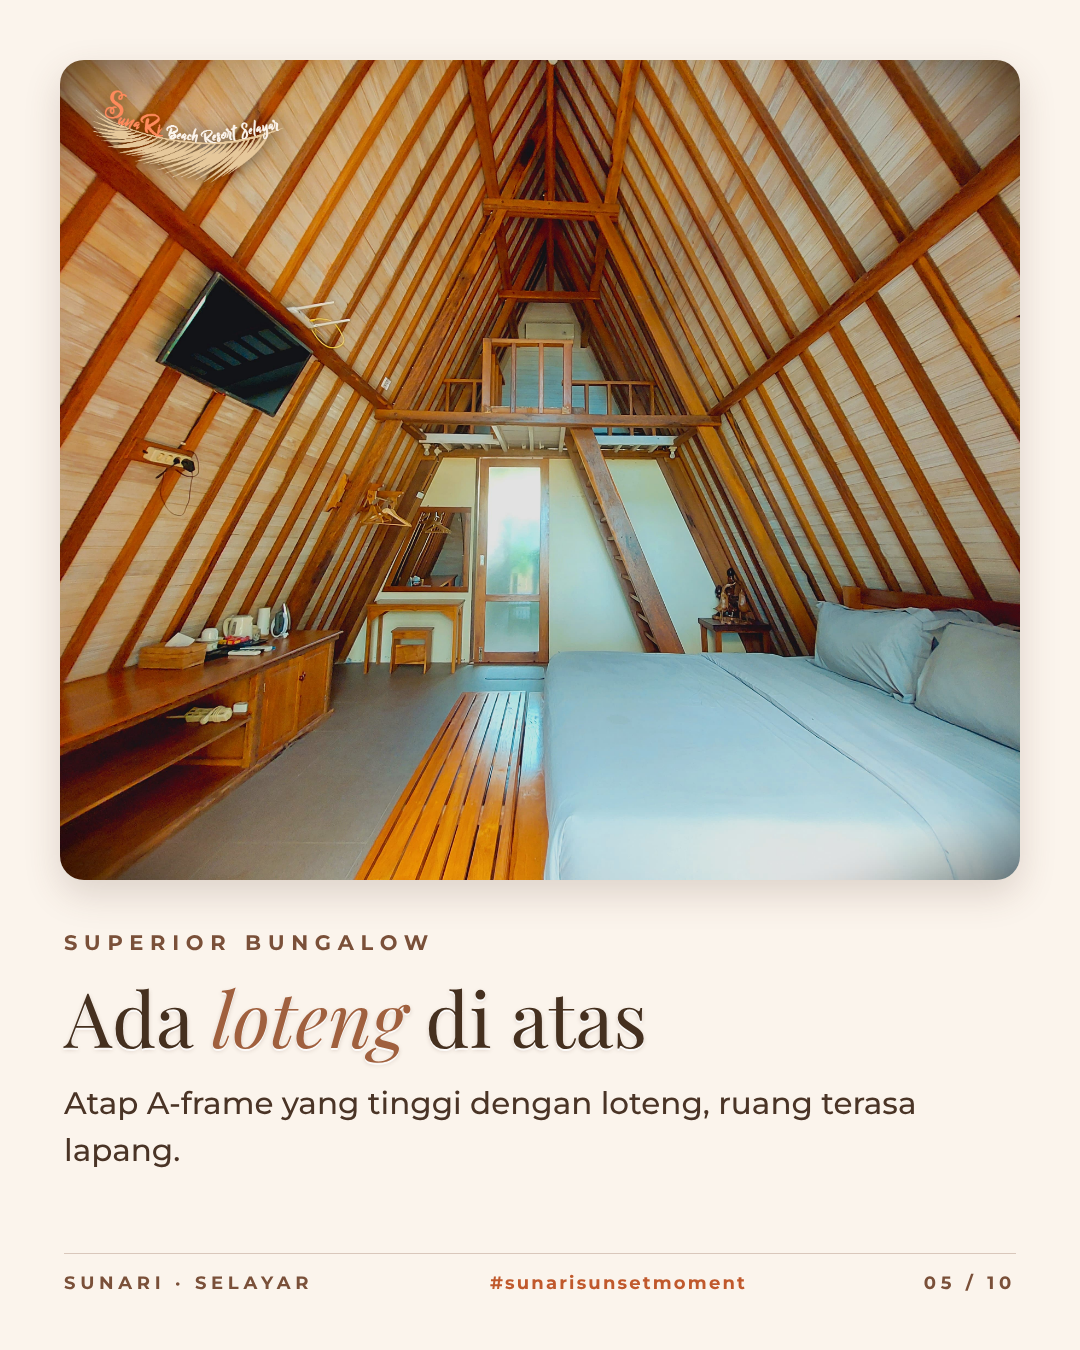 SunaRi Beach Resort Selayar
SUPERIOR BUNGALOW
Ada loteng di atas
Atap A-frame yang tinggi dengan loteng, ruang terasa
lapang.
SUNARI · SELAYAR
#sunarisunsetmoment
05 / 10